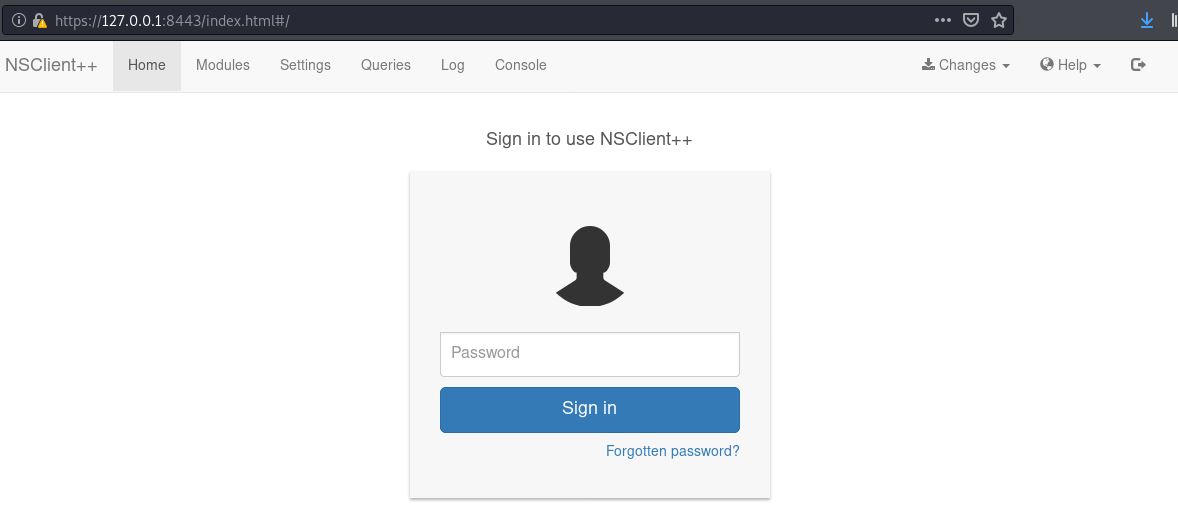 https://127.0.0.1:8443/index.html#/
NSClient++ Home Modules Settings Queries Log Console Changes Help
Sign in to use NSClient++
Password
Sign in
Forgotten password?